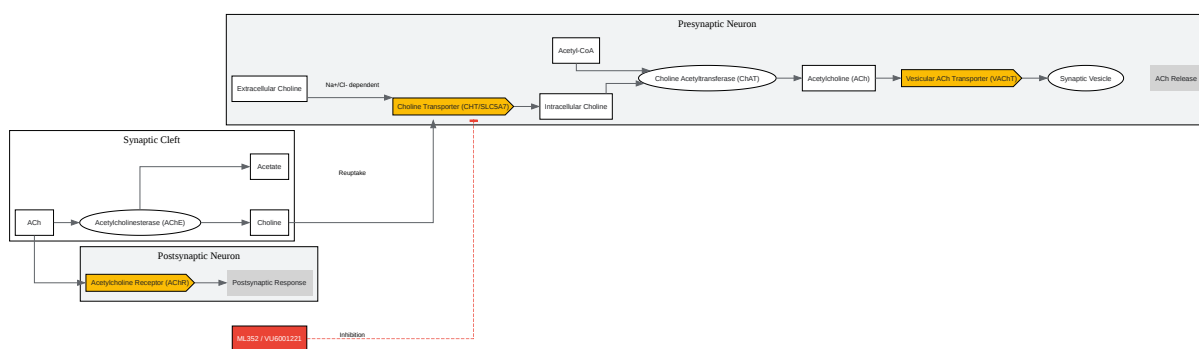 Presynaptic Neuron
Acetyl-CoA
Extracellular Choline
Na+/Cl- dependent
Choline Transporter (CHT/SLC5A7)
Intracellular Choline
Choline Acetyltransferase (ChAT)
Acetylcholine (ACh)
Vesicular ACh Transporter (VAChT)
Synaptic Vesicle
ACh Release
Synaptic Cleft
Acetate
Reuptake
ACh
Acetylcholinesterase (AChE)
Choline
Postsynaptic Neuron
Acetylcholine Receptor (AChR)
Postsynaptic Response
ML352 / VU6001221
Inhibition